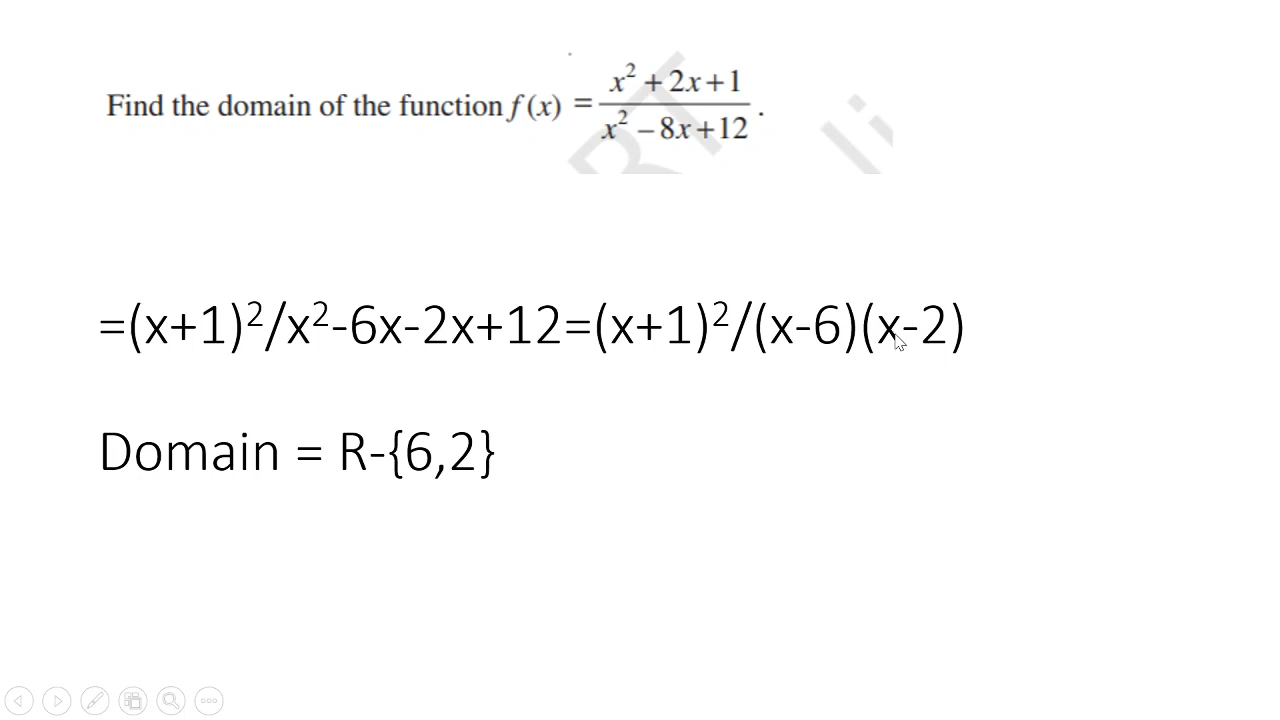 Find the domain of the function f(x) = x² + 2x + 1 / x² – 8x + 12 .
=(x+1)²/x²-6x-2x+12=(x+1)²/(x-6)(x-2)
Domain = R-{6,2}